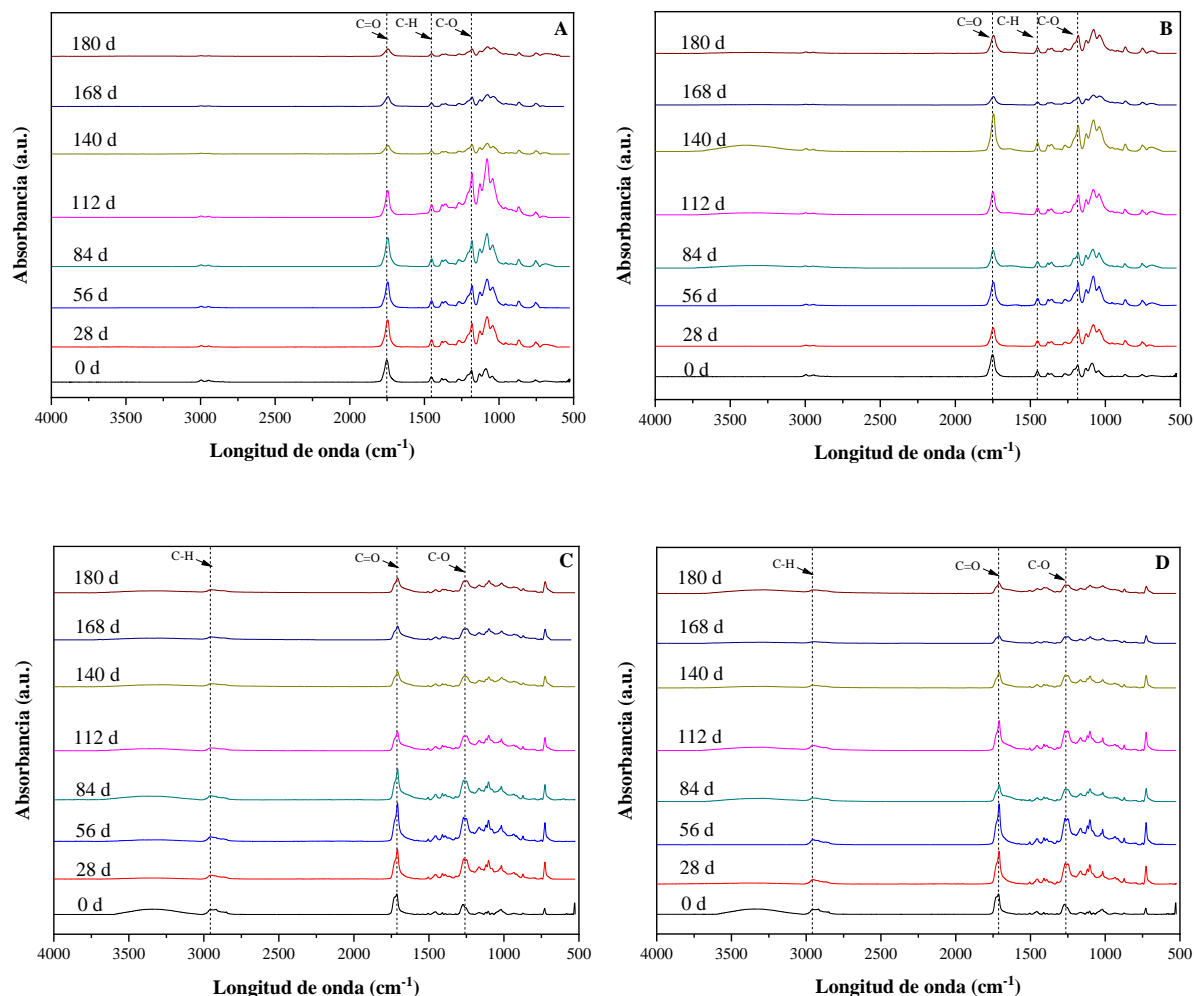 C=O C-H C-O A
180 d
168 d
140 d
112 d
84 d
56 d
28 d
0 d
Absorbancia (a.u.)
4000 3500 3000 2500 2000 1500 1000 500
Longitud de onda (cm⁻¹)
C=O C-H C-O B
180 d
168 d
140 d
112 d
84 d
56 d
28 d
0 d
Absorbancia (a.u.)
4000 3500 3000 2500 2000 1500 1000 500
Longitud de onda (cm⁻¹)
C-H C=O C-O C
180 d
168 d
140 d
112 d
84 d
56 d
28 d
0 d
Absorbancia (a.u.)
4000 3500 3000 2500 2000 1500 1000 500
Longitud de onda (cm⁻¹)
C-H C=O C-O D
180 d
168 d
140 d
112 d
84 d
56 d
28 d
0 d
Absorbancia (a.u.)
4000 3500 3000 2500 2000 1500 1000 500
Longitud de onda (cm⁻¹)